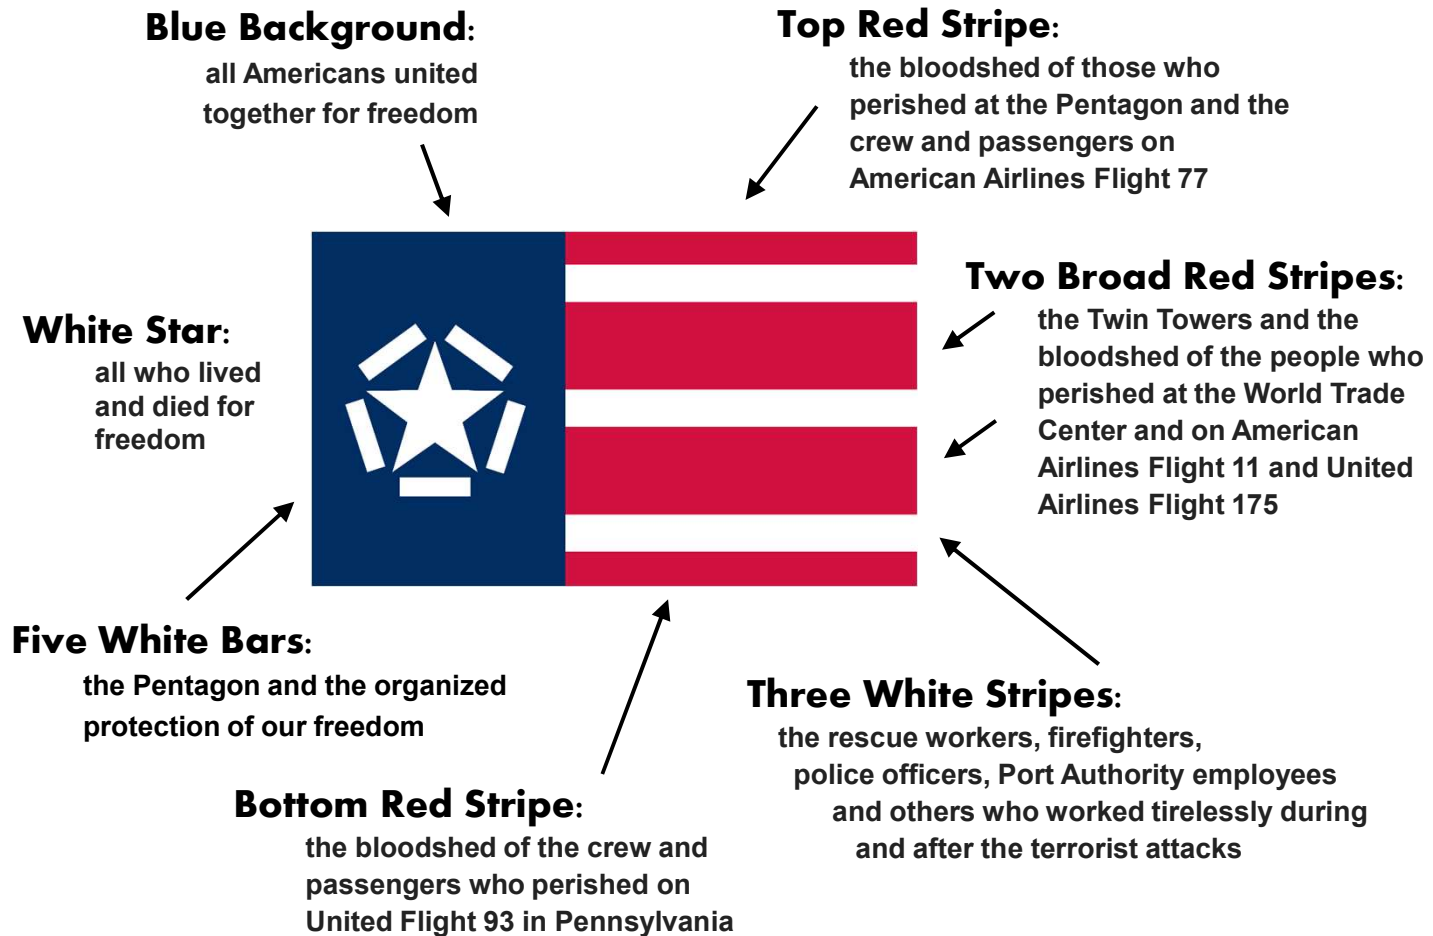 Blue Background:
all Americans united
together for freedom
Top Red Stripe:
the bloodshed of those who
perished at the Pentagon and the
crew and passengers on
American Airlines Flight 77
White Star:
all who lived
and died for
freedom
Two Broad Red Stripes:
the Twin Towers and the
bloodshed of the people who
perished at the World Trade
Center and on American
Airlines Flight 11 and United
Airlines Flight 175
Five White Bars:
the Pentagon and the organized
protection of our freedom
Three White Stripes:
the rescue workers, firefighters,
police officers, Port Authority employees
and others who worked tirelessly during
and after the terrorist attacks
Bottom Red Stripe:
the bloodshed of the crew and
passengers who perished on
United Flight 93 in Pennsylvania